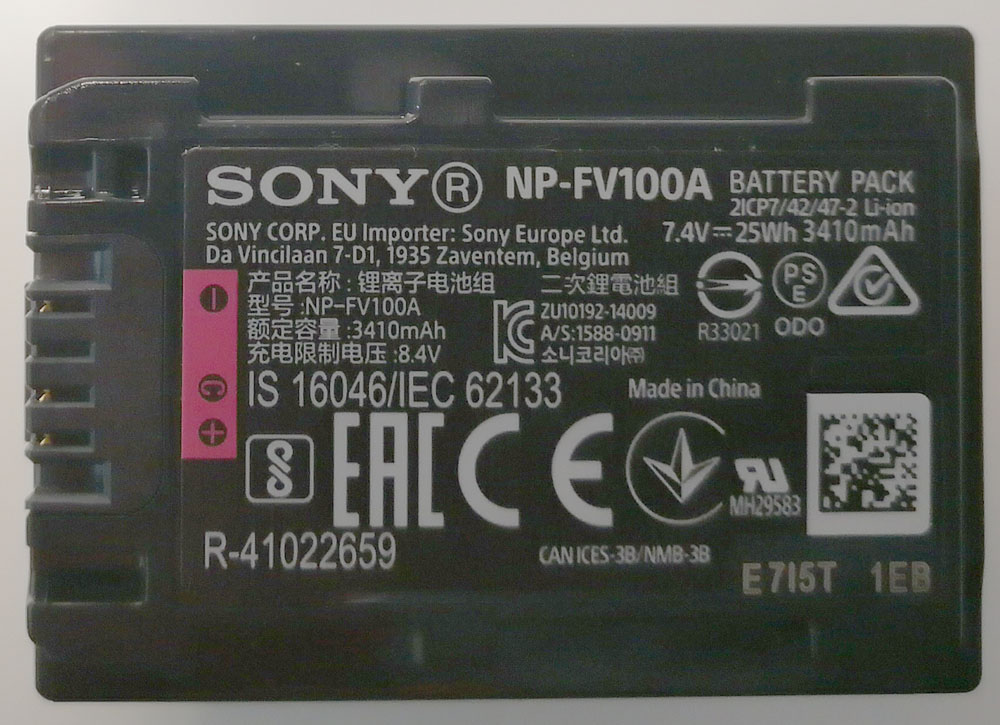 SONY® NP-FV100A BATTERY PACK
2ICP7/42/47-2 Li-ion
SONY CORP. EU Importer: Sony Europe Ltd. 7.4V⎓25Wh 3410mAh
Da Vincilaan 7-D1, 1935 Zaventem, Belgium
产品名称：锂离子电池组 二次鋰電池組
型号:NP-FV100A
ZU10192-14009
额定容量:3410mAh
A/S:1588-0911
充电限制电压:8.4V
소니코리아㈜
R33021
PS
E
ODO
C
+
IS 16046/IEC 62133
Made in China
EAC CE
MH29583
R-41022659
CAN ICES-3B/NMB-3B
E7I5T 1EB